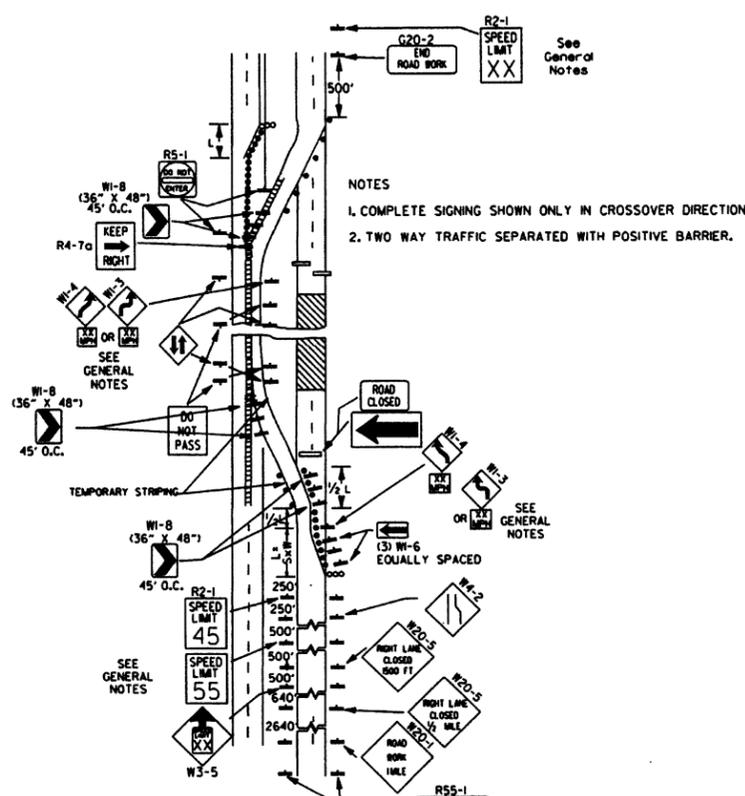 R2-1
SPEED
LIMIT
XX
See
General
Notes
G20-2
END
ROAD WORK
500'
L
R5-1
DO NOT
ENTER
W1-8
(36" X 48")
45' O.C.
KEEP
RIGHT
R4-7a
NOTES
1. COMPLETE SIGNING SHOWN ONLY IN CROSSOVER DIRECTION
2. TWO WAY TRAFFIC SEPARATED WITH POSITIVE BARRIER.
W1-4
W1-3
XX
MPH
OR
XX
MPH
SEE
GENERAL
NOTES
W1-8
(36" X 48")
45' O.C.
DO
NOT
PASS
ROAD
CLOSED
TEMPORARY STRIPING
W1-4
XX
MPH
W1-3
OR
XX
MPH
SEE
GENERAL
NOTES
½ L
½ L
L=
SxW
W1-8
(36" X 48")
45' O.C.
(3) W1-6
EQUALLY SPACED
R2-1
SPEED
LIMIT
45
SPEED
LIMIT
55
SEE
GENERAL
NOTES
XX
W3-5
250'
250'
500'
500'
500'
640'
2640'
W4-2
W20-5
RIGHT LANE
CLOSED
1500 FT
W20-5
RIGHT LANE
CLOSED
½ MILE
W20-1
ROAD
WORK
1 MILE
R55-1